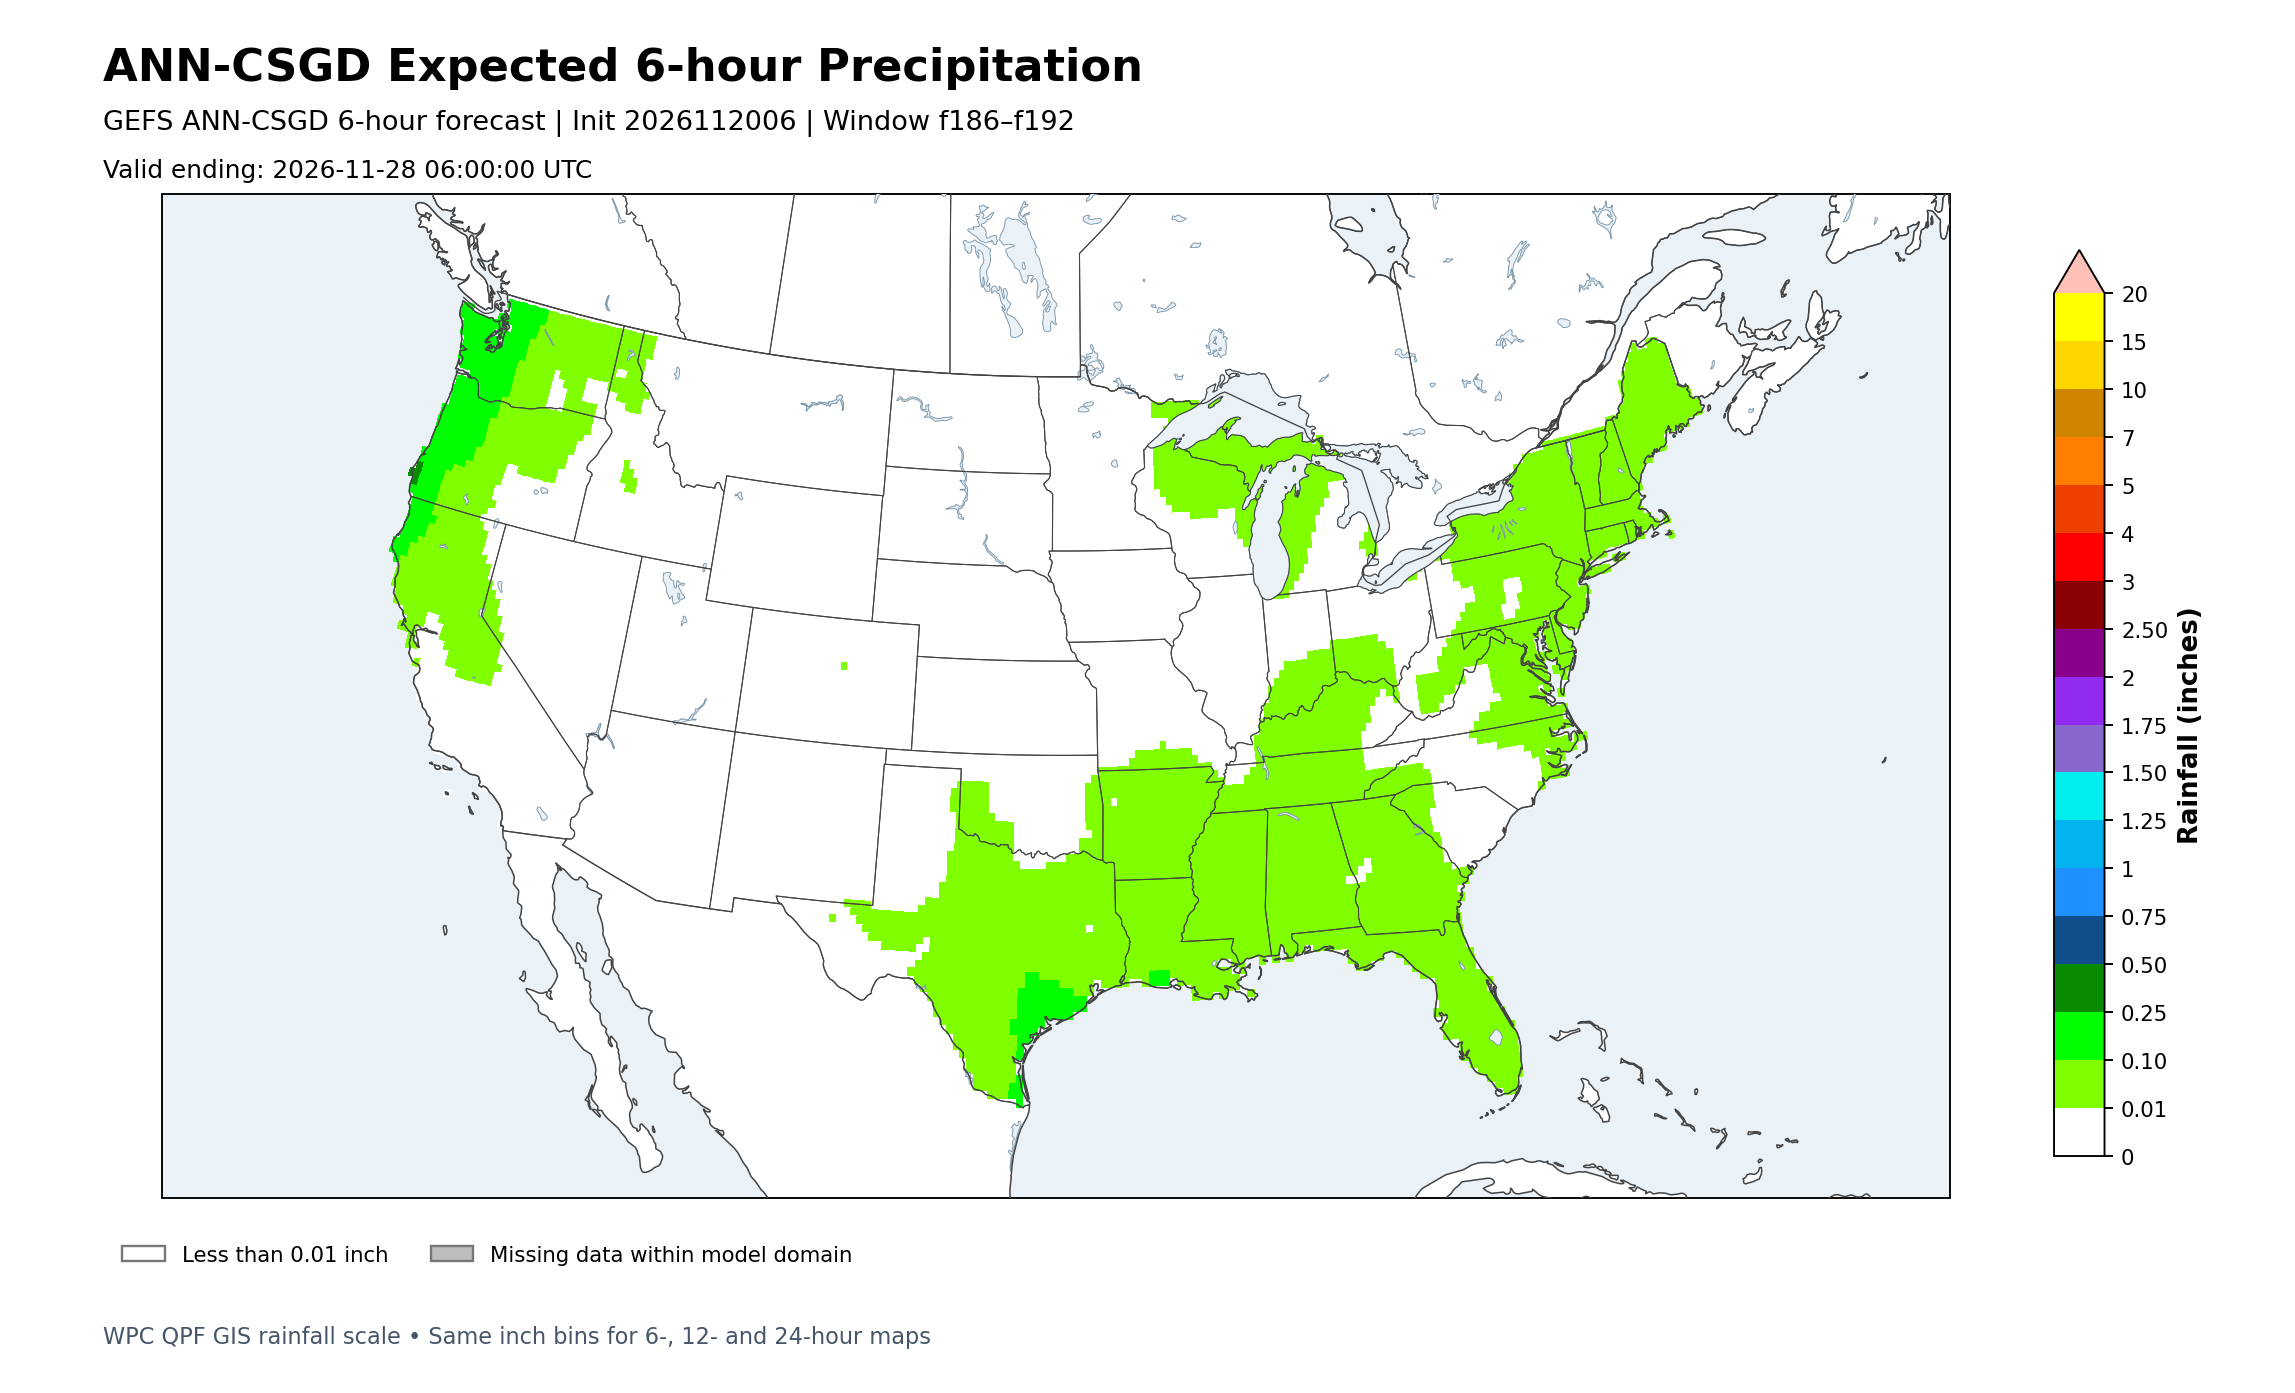 ANN-CSGD Expected 6-hour Precipitation
GEFS ANN-CSGD 6-hour forecast | Init 2026112006 | Window f186–f192
Valid ending: 2026-11-28 06:00:00 UTC
20
15
10
7
5
4
3
2.50
2
1.75
1.50
1.25
1
0.75
0.50
0.25
0.10
0.01
0
Rainfall (inches)
Less than 0.01 inch
Missing data within model domain
WPC QPF GIS rainfall scale • Same inch bins for 6-, 12- and 24-hour maps